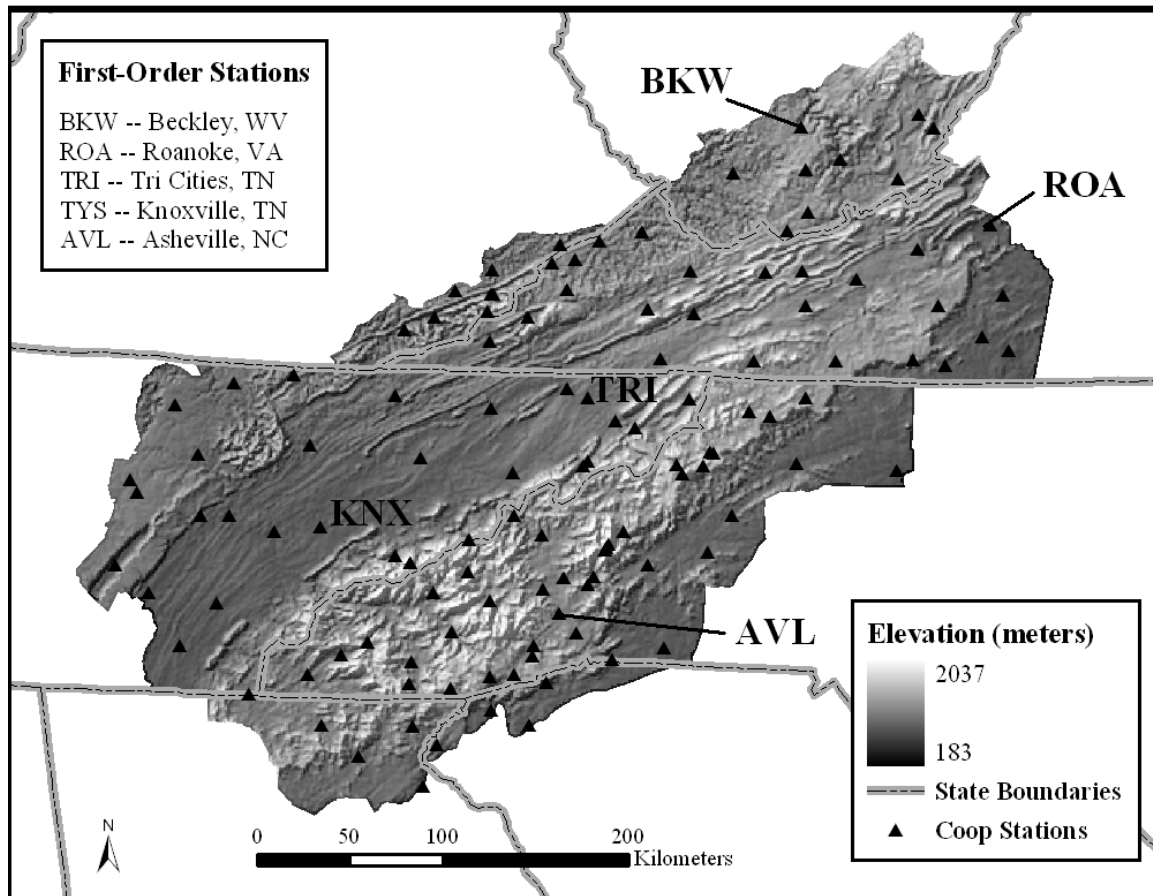 First-Order Stations
BKW -- Beckley, WV
ROA -- Roanoke, VA
TRI -- Tri Cities, TN
TYS -- Knoxville, TN
AVL -- Asheville, NC
BKW
ROA
TRI
KNX
AVL
Elevation (meters)
2037
183
State Boundaries
Coop Stations
N
0 50 100 200
Kilometers